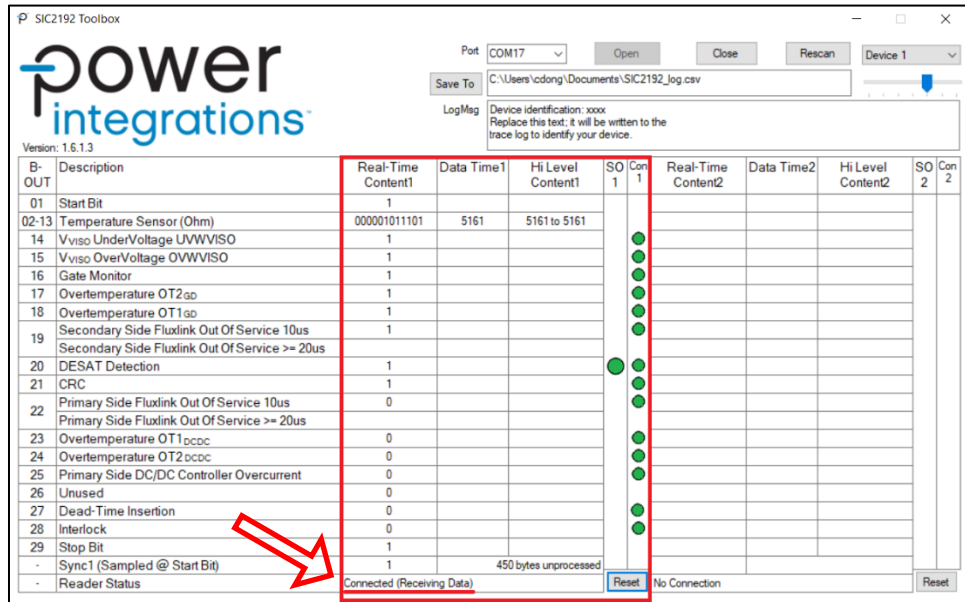 SIC2192 Toolbox
power
integrations
Version: 1.6.1.3
Port COM17 Open Close Rescan Device 1
Save To C:\Users\cdong\Documents\SIC2192_log.csv
LogMsg Device identification: xxxx
Replace this text; it will be written to the
trace log to identify your device.
B-OUT Description Real-Time Content1 Data Time1 Hi Level Content1 SO 1 Con 1 Real-Time Content2 Data Time2 Hi Level Content2 SO 2 Con 2
01 Start Bit 1
02-13 Temperature Sensor (Ohm) 000001011101 5161 5161 to 5161
14 VVISO UnderVoltage UVWVISO 1
15 VVISO OverVoltage OVWVISO 1
16 Gate Monitor 1
17 Overtemperature OT2GD 1
18 Overtemperature OT1GD 1
19 Secondary Side Fluxlink Out Of Service 10us 1
Secondary Side Fluxlink Out Of Service >= 20us
20 DESAT Detection 1
21 CRC 1
22 Primary Side Fluxlink Out Of Service 10us 0
Primary Side Fluxlink Out Of Service >= 20us
23 Overtemperature OT1DCDC 0
24 Overtemperature OT2DCDC 0
25 Primary Side DC/DC Controller Overcurrent 0
26 Unused 0
27 Dead-Time Insertion 0
28 Interlock 0
29 Stop Bit 1
- Sync1 (Sampled @ Start Bit) 1 450 bytes unprocessed
- Reader Status Connected (Receiving Data) Reset No Connection Reset